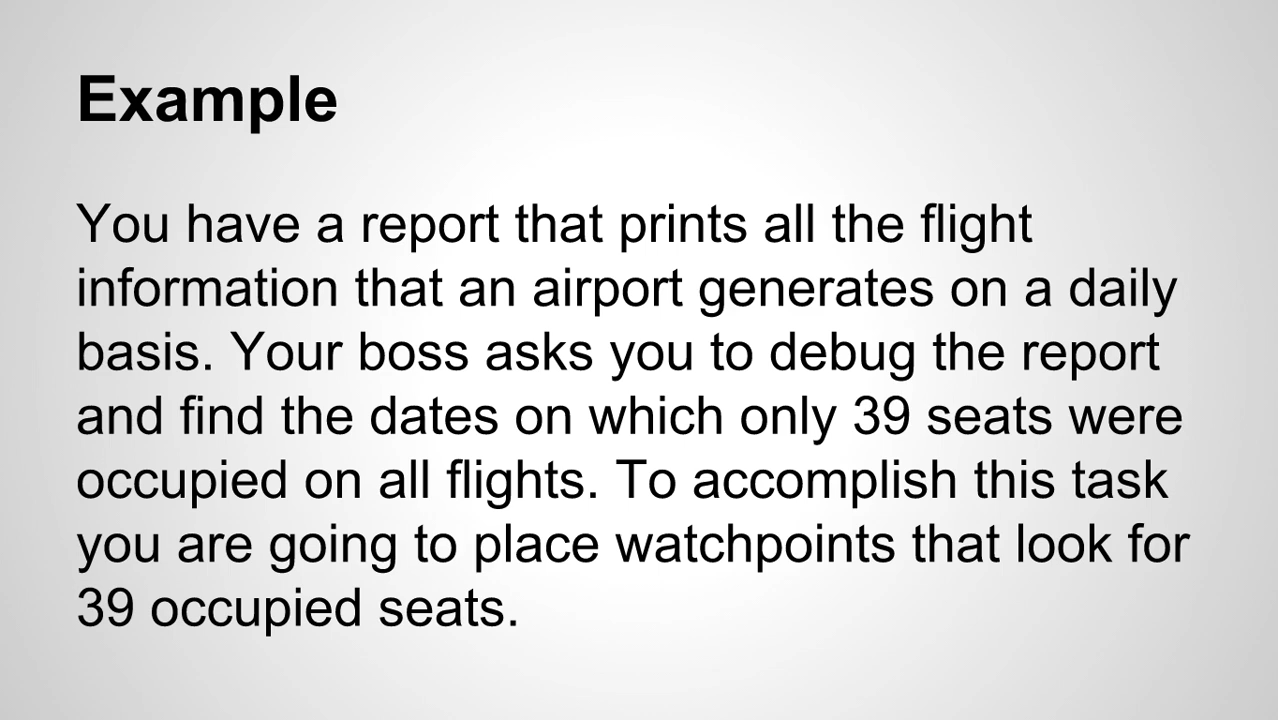 Example
You have a report that prints all the flight
information that an airport generates on a daily
basis. Your boss asks you to debug the report
and find the dates on which only 39 seats were
occupied on all flights. To accomplish this task
you are going to place watchpoints that look for
39 occupied seats.